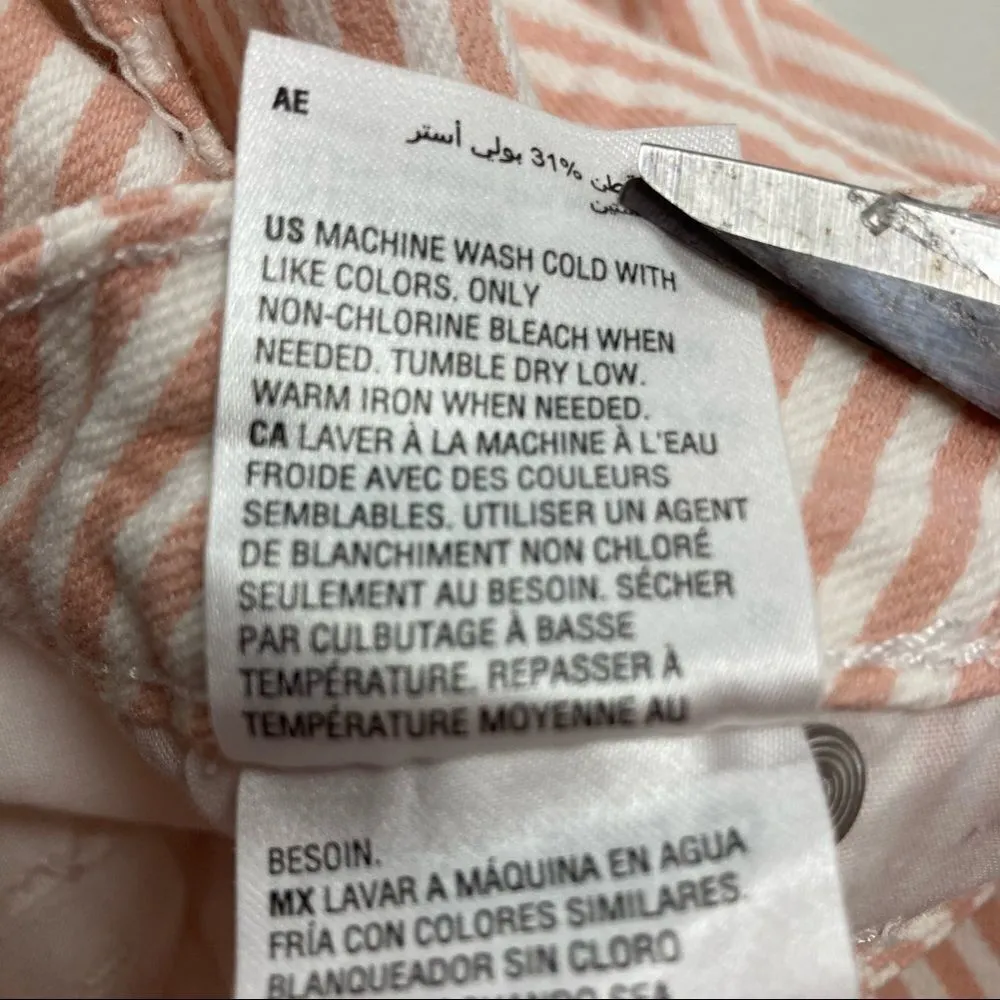 AE
31% بولي أستر
US MACHINE WASH COLD WITH
LIKE COLORS. ONLY
NON-CHLORINE BLEACH WHEN
NEEDED. TUMBLE DRY LOW.
WARM IRON WHEN NEEDED.
CA LAVER À LA MACHINE À L'EAU
FROIDE AVEC DES COULEURS
SEMBLABLES. UTILISER UN AGENT
DE BLANCHIMENT NON CHLORÉ
SEULEMENT AU BESOIN. SÉCHER
PAR CULBUTAGE À BASSE
TEMPÉRATURE. REPASSER À
TEMPÉRATURE MOYENNE AU
BESOIN.
MX LAVAR A MÁQUINA EN AGUA
FRÍA CON COLORES SIMILARES.
BLANQUEADOR SIN CLORO